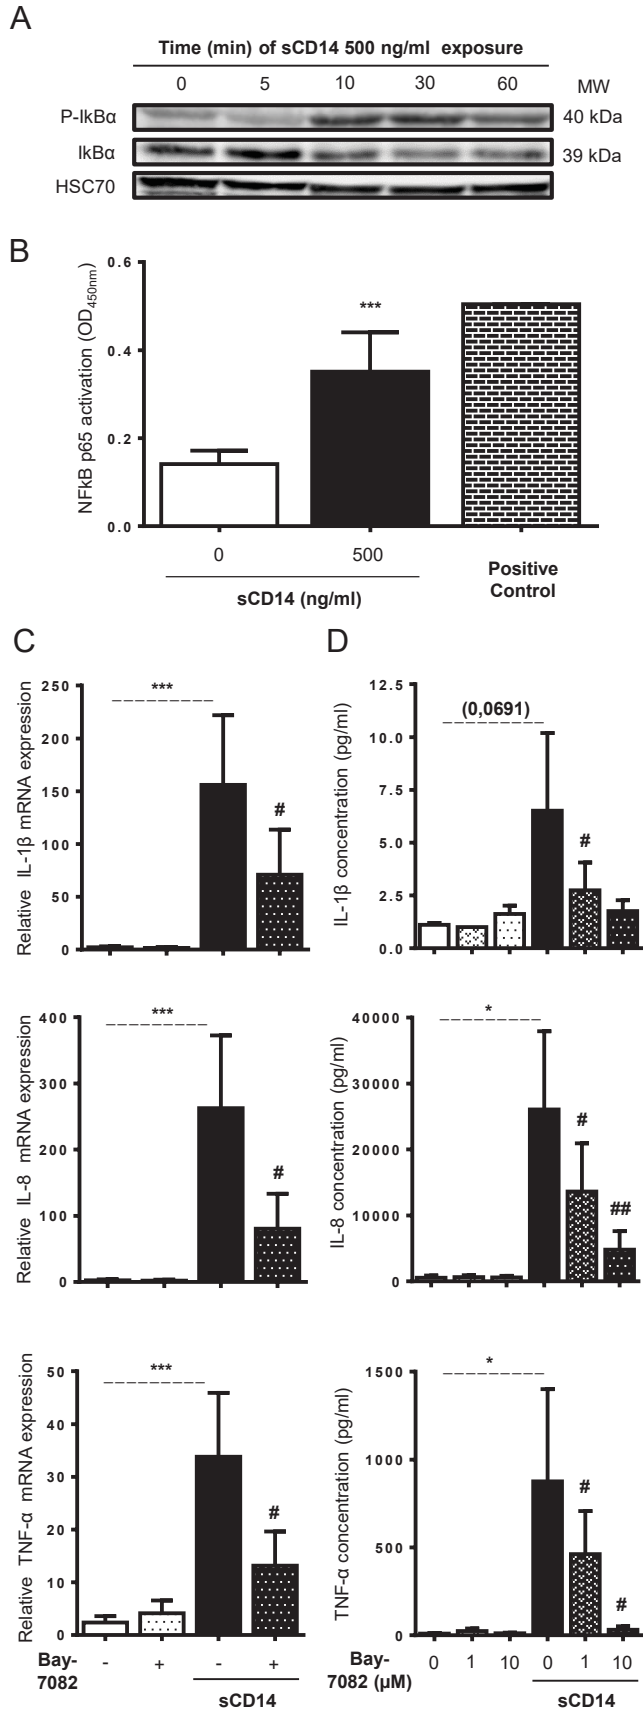 A
Time (min) of sCD14 500 ng/ml exposure
0 5 10 30 60 MW
P-IkBα 40 kDa
IkBα 39 kDa
HSC70
B
NFkB p65 activation (OD450nm)
0.6
0.4
0.2
0.0
***
0 500
sCD14 (ng/ml)
Positive
Control
C
Relative IL-1β mRNA expression
250
200
150
100
50
0
***
#
Relative IL-8 mRNA expression
400
300
200
100
0
***
#
Relative TNF-α mRNA expression
50
40
30
20
10
0
***
#
Bay-
7082
- + - +
sCD14
D
IL-1β concentration (pg/ml)
12.5
10.0
7.5
5.0
2.5
0.0
(0,0691)
#
IL-8 concentration (pg/ml)
40000
30000
20000
10000
0
*
#
##
TNF-α concentration (pg/ml)
1500
1000
500
0
*
#
#
Bay-
7082 (µM)
0 1 10 0 1 10
sCD14